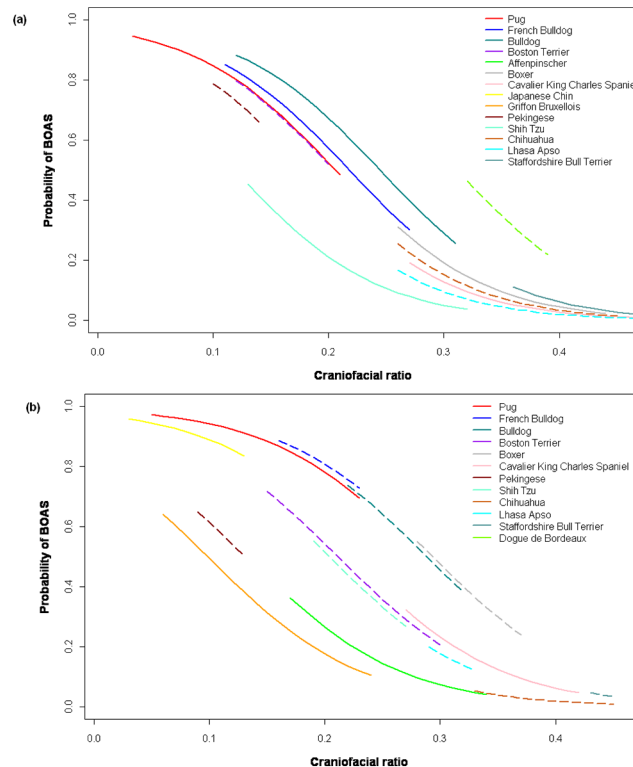 (a)
1.0
0.8
0.6
0.4
0.2
0.0
Probability of BOAS
Pug
French Bulldog
Bulldog
Boston Terrier
Affenpinscher
Boxer
Cavalier King Charles Spaniel
Japanese Chin
Griffon Bruxellois
Pekingese
Shih Tzu
Chihuahua
Lhasa Apso
Staffordshire Bull Terrier
0.0 0.1 0.2 0.3 0.4
Craniofacial ratio
(b)
1.0
0.8
0.6
0.4
0.2
0.0
Probability of BOAS
Pug
French Bulldog
Bulldog
Boston Terrier
Boxer
Cavalier King Charles Spaniel
Pekingese
Shih Tzu
Chihuahua
Lhasa Apso
Staffordshire Bull Terrier
Dogue de Bordeaux
0.0 0.1 0.2 0.3 0.4
Craniofacial ratio